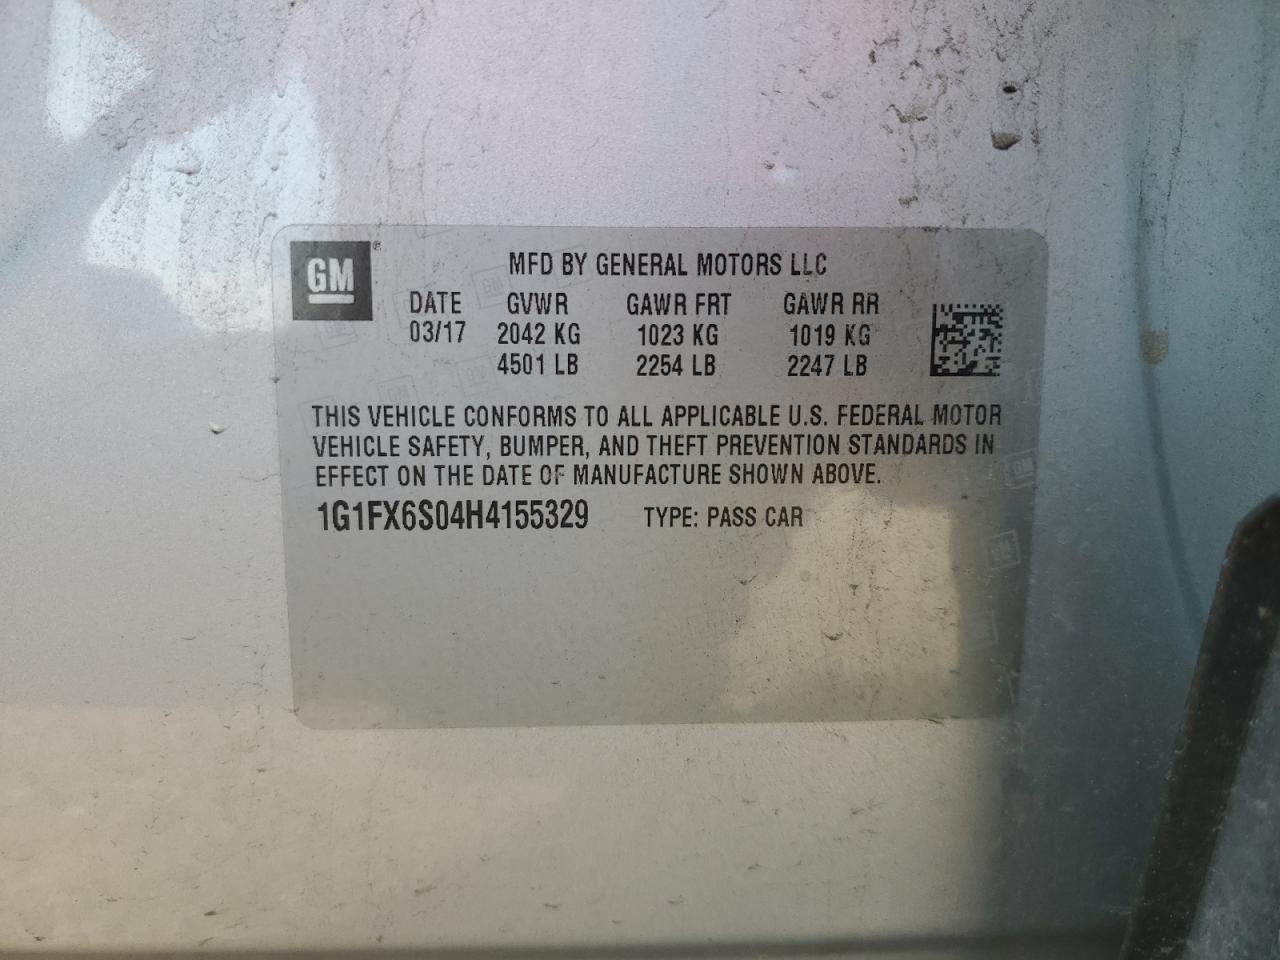 GM®
MFD BY GENERAL MOTORS LLC
DATE GVWR GAWR FRT GAWR RR
03/17 2042 KG 1023 KG 1019 KG
4501 LB 2254 LB 2247 LB
THIS VEHICLE CONFORMS TO ALL APPLICABLE U.S. FEDERAL MOTOR
VEHICLE SAFETY, BUMPER, AND THEFT PREVENTION STANDARDS IN
EFFECT ON THE DATE OF MANUFACTURE SHOWN ABOVE.
1G1FX6S04H4155329 TYPE: PASS CAR